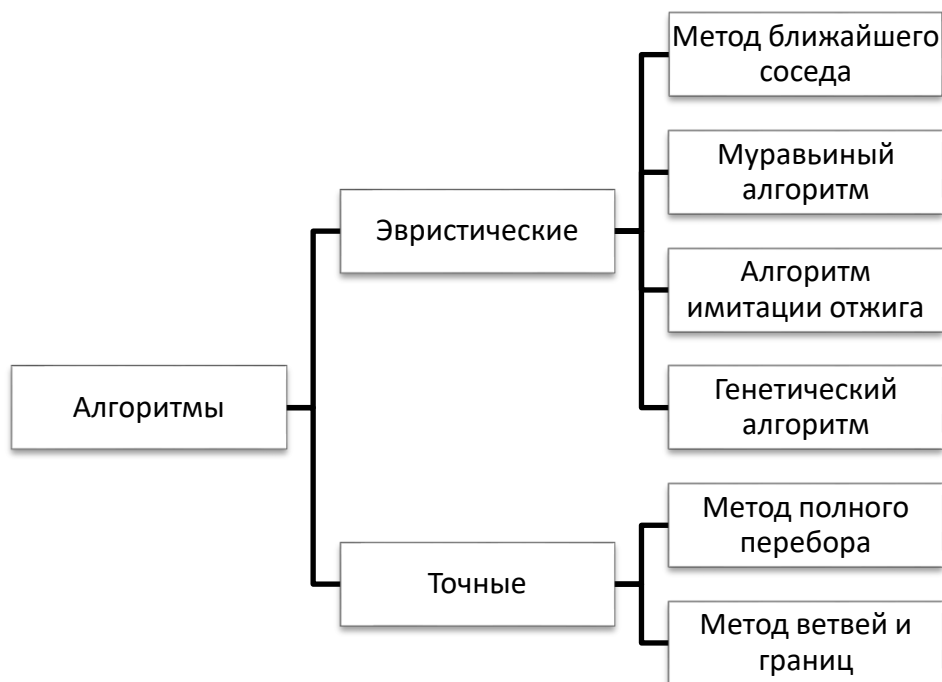 Метод ближайшего
соседа
Муравьиный
алгоритм
Эвристические
Алгоритм
имитации отжига
Генетический
алгоритм
Алгоритмы
Метод полного
перебора
Точные
Метод ветвей и
границ